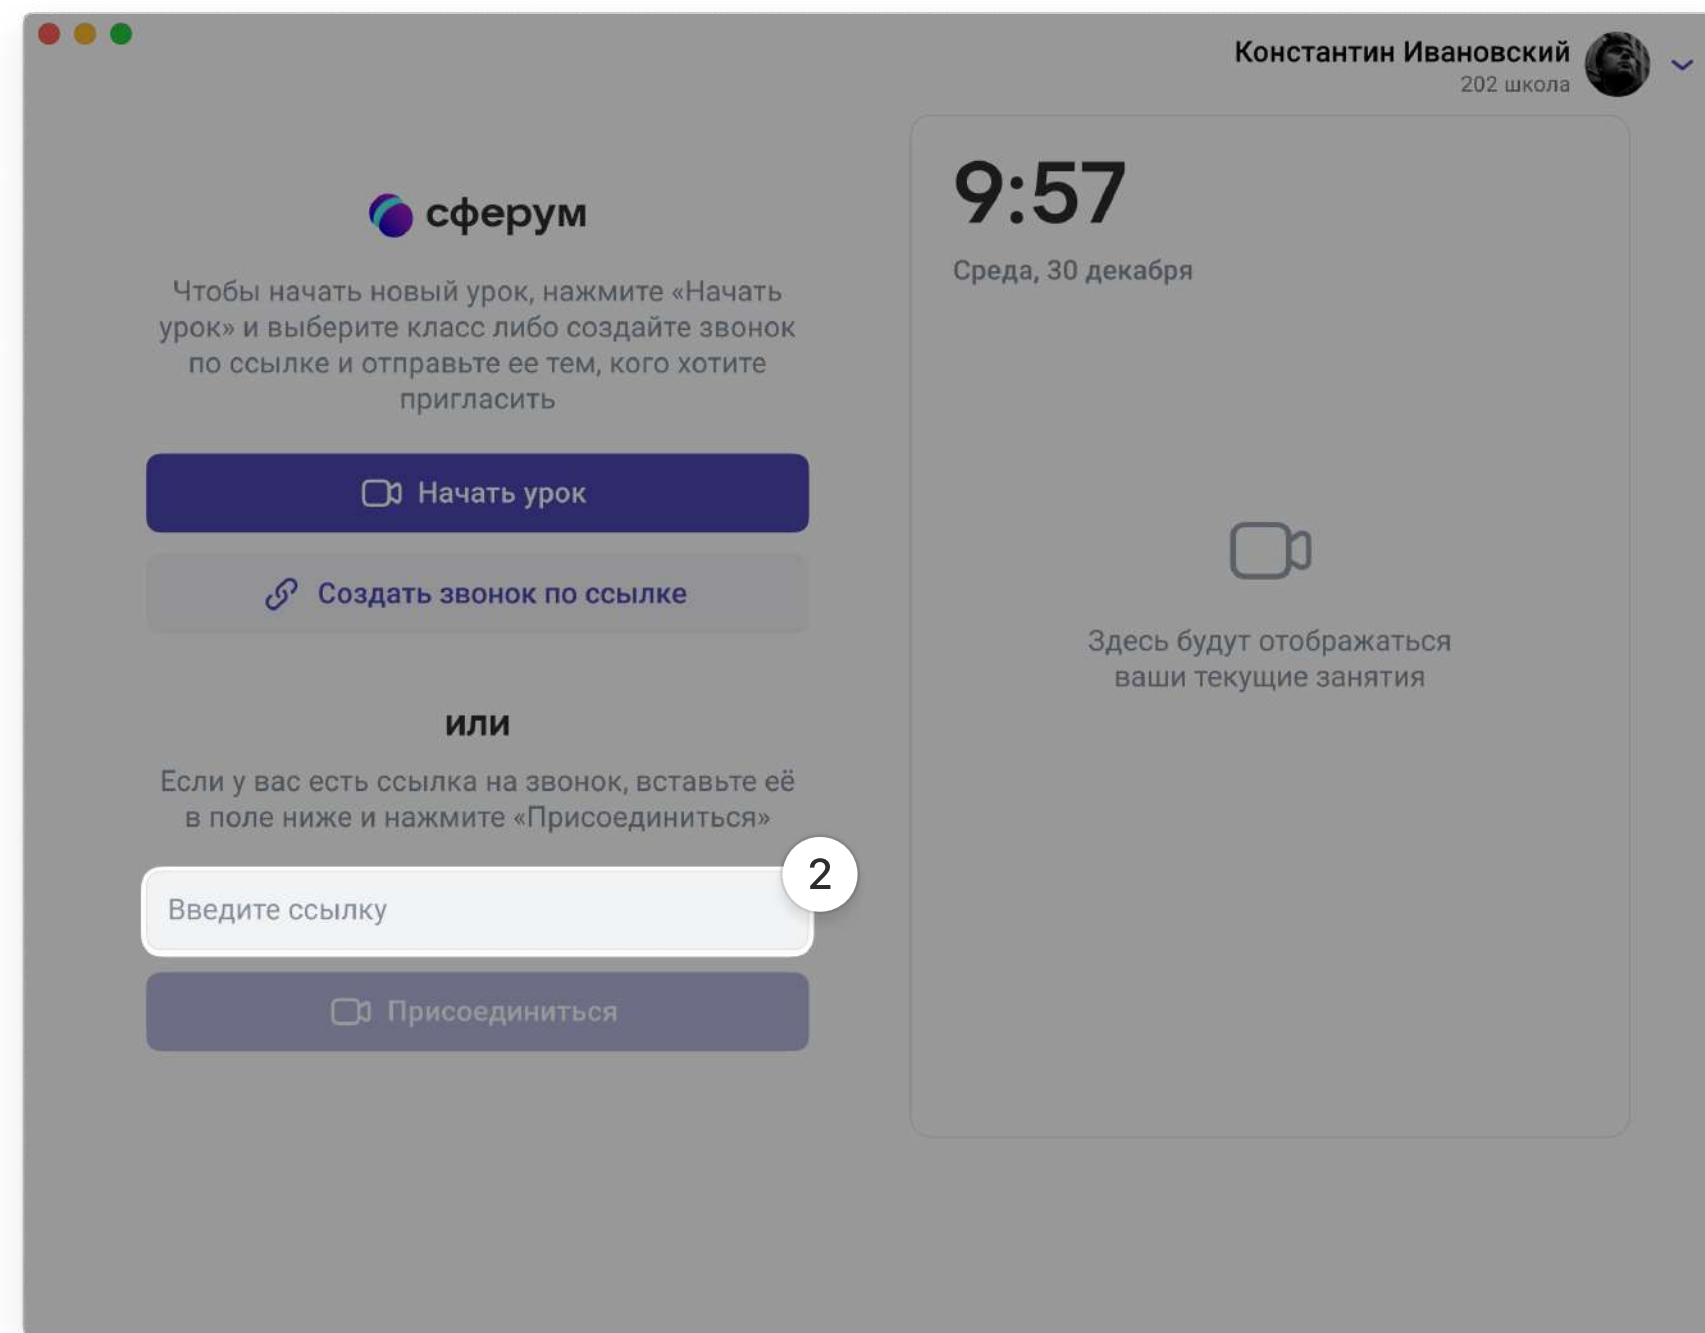 Константин Ивановский
202 школа
сферум
Чтобы начать новый урок, нажмите «Начать
урок» и выберите класс либо создайте звонок
по ссылке и отправьте ее тем, кого хотите
пригласить
Начать урок
Создать звонок по ссылке
или
Если у вас есть ссылка на звонок, вставьте её
в поле ниже и нажмите «Присоединиться»
2
Введите ссылку
Присоединиться
9:57
Среда, 30 декабря
Здесь будут отображаться
ваши текущие занятия